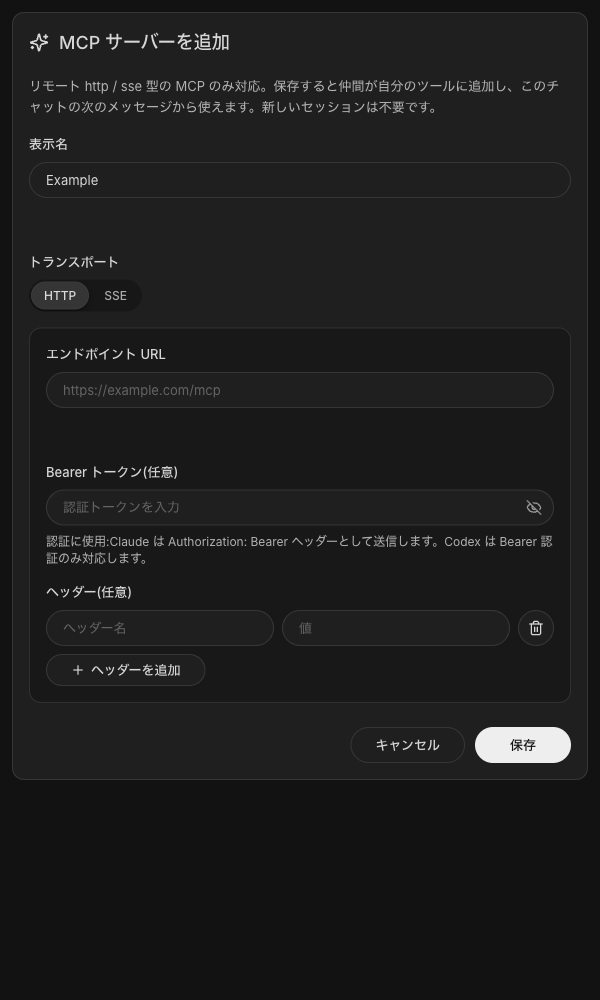 MCP サーバーを追加
リモート http / sse 型の MCP のみ対応。保存すると仲間が自分のツールに追加し、このチ
ャットの次のメッセージから使えます。新しいセッションは不要です。
表示名
Example
トランスポート
HTTP SSE
エンドポイント URL
https://example.com/mcp
Bearer トークン(任意)
認証トークンを入力
認証に使用:Claude は Authorization: Bearer ヘッダーとして送信します。Codex は Bearer 認
証のみ対応します。
ヘッダー(任意)
ヘッダー名 値
+ ヘッダーを追加
キャンセル 保存